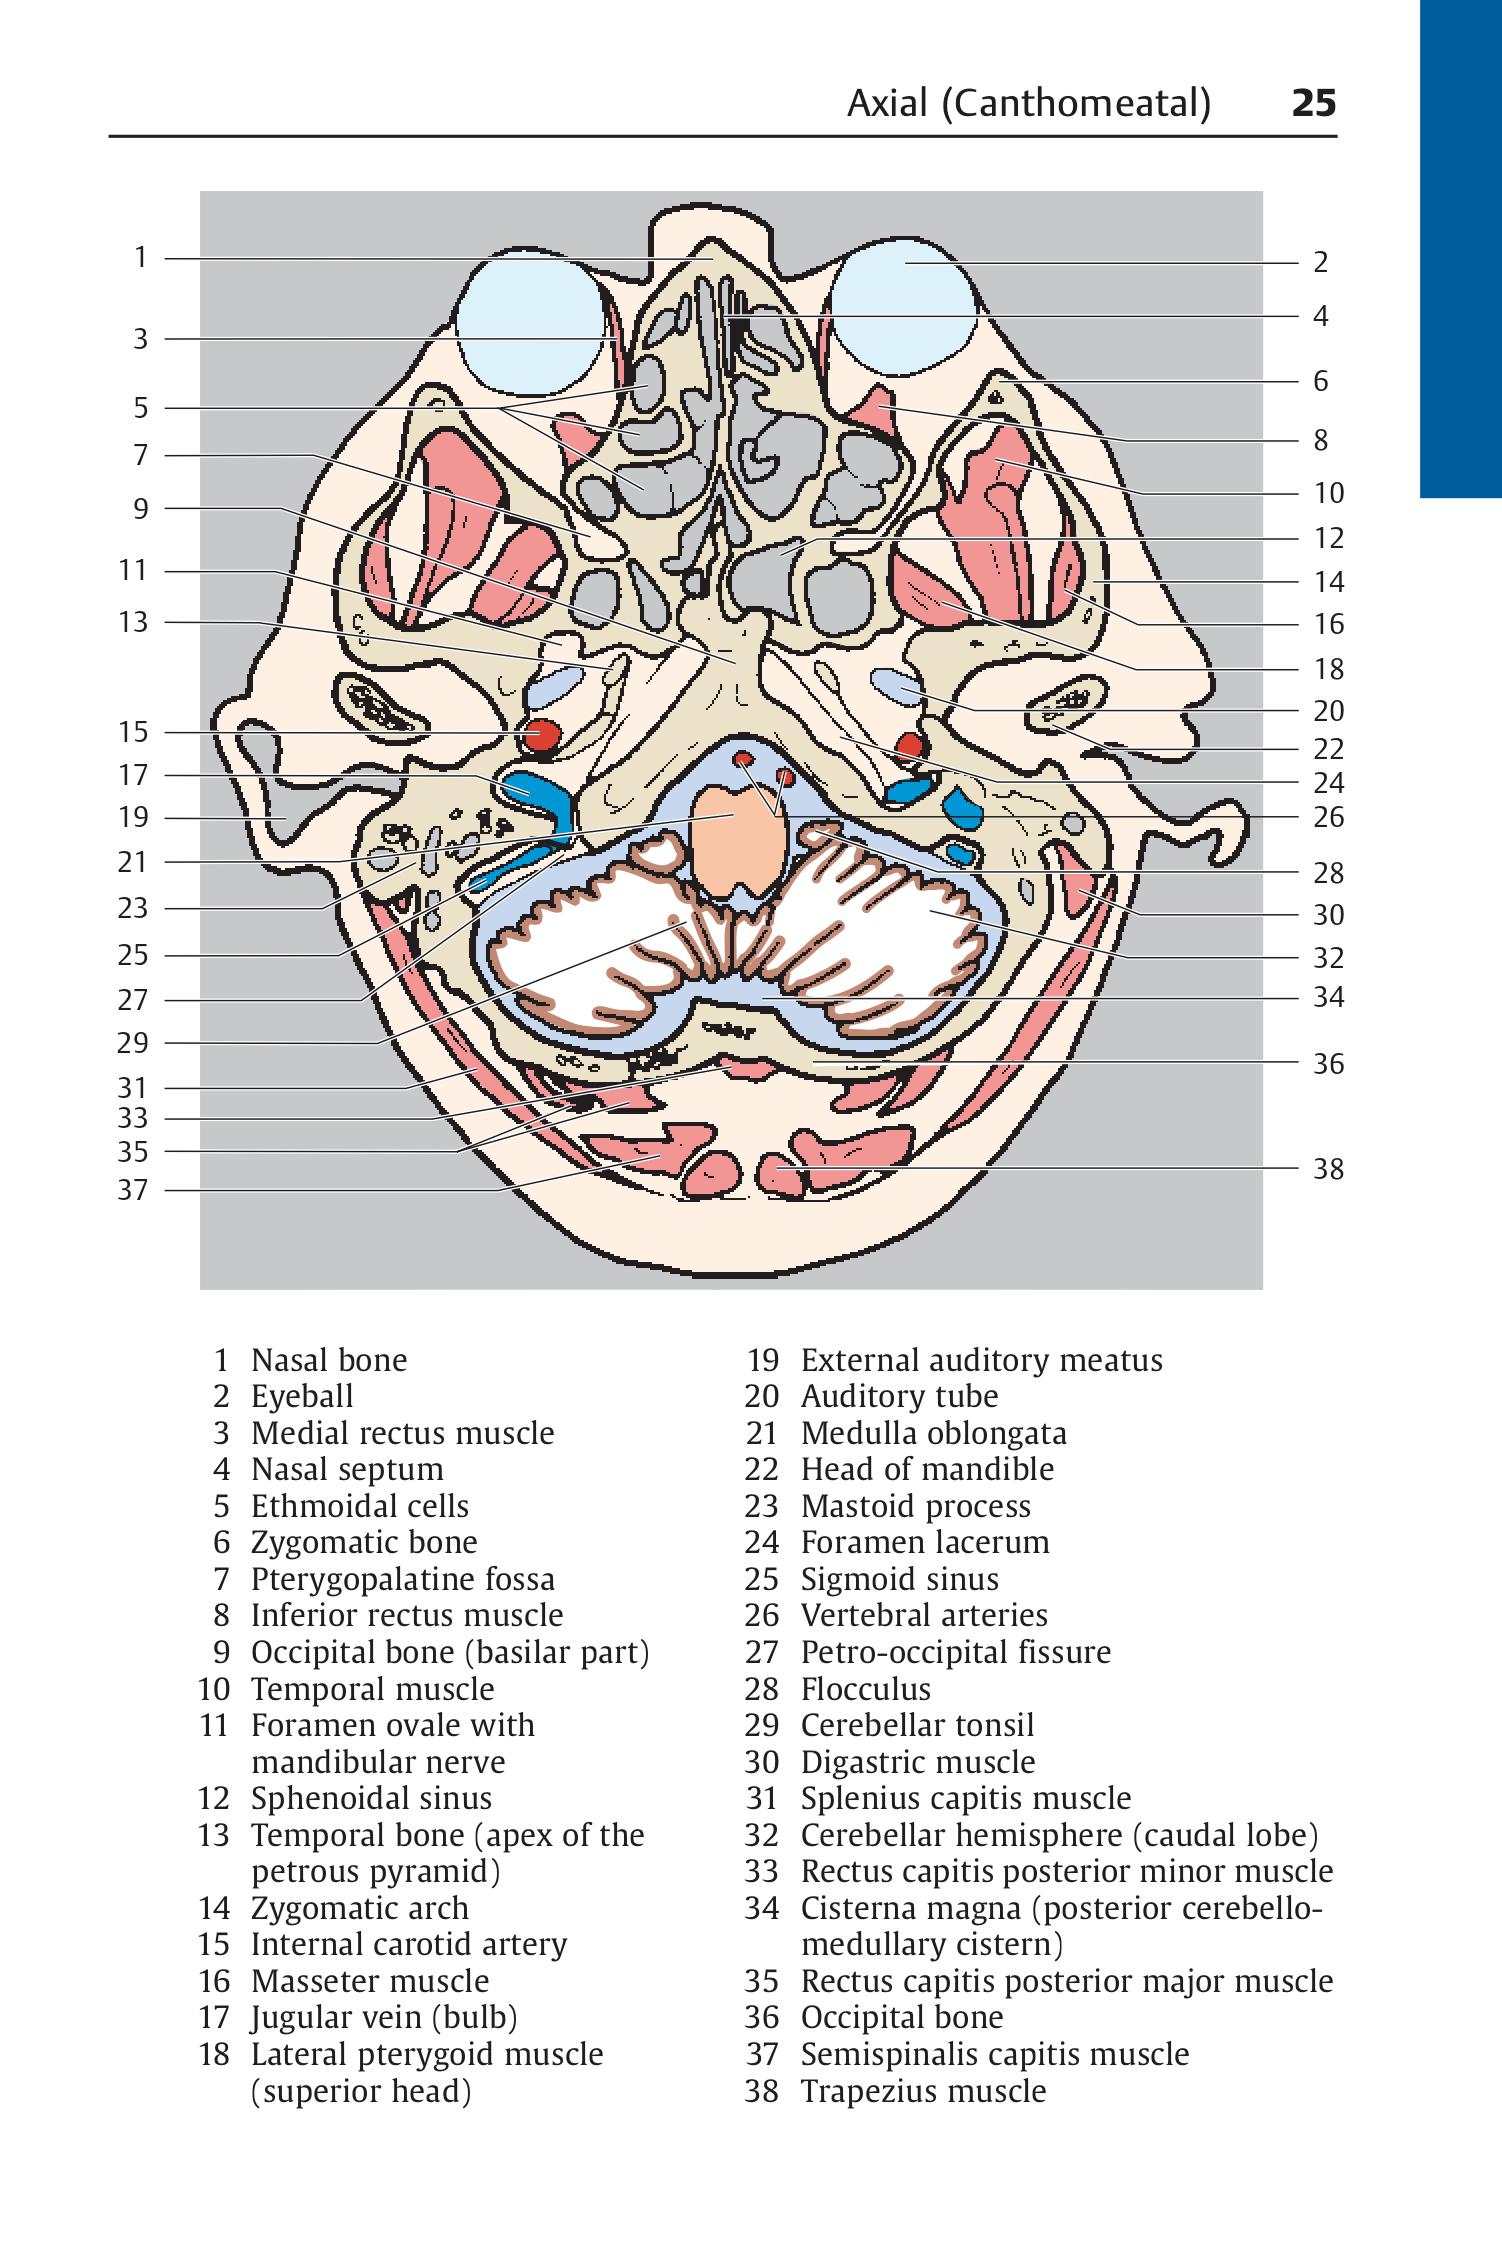 Axial (Canthomeatal) 25
1
2
3
4
5
6
7
8
9
10
11
12
13
14
15
16
17
18
19
20
21
22
23
24
25
26
27
28
29
30
31
32
33
34
35
36
37
38
1 Nasal bone
2 Eyeball
3 Medial rectus muscle
4 Nasal septum
5 Ethmoidal cells
6 Zygomatic bone
7 Pterygopalatine fossa
8 Inferior rectus muscle
9 Occipital bone (basilar part)
10 Temporal muscle
11 Foramen ovale with
mandibular nerve
12 Sphenoidal sinus
13 Temporal bone (apex of the
petrous pyramid)
14 Zygomatic arch
15 Internal carotid artery
16 Masseter muscle
17 Jugular vein (bulb)
18 Lateral pterygoid muscle
(superior head)
19 External auditory meatus
20 Auditory tube
21 Medulla oblongata
22 Head of mandible
23 Mastoid process
24 Foramen lacerum
25 Sigmoid sinus
26 Vertebral arteries
27 Petro-occipital fissure
28 Flocculus
29 Cerebellar tonsil
30 Digastric muscle
31 Splenius capitis muscle
32 Cerebellar hemisphere (caudal lobe)
33 Rectus capitis posterior minor muscle
34 Cisterna magna (posterior cerebello-
medullary cistern)
35 Rectus capitis posterior major muscle
36 Occipital bone
37 Semispinalis capitis muscle
38 Trapezius muscle